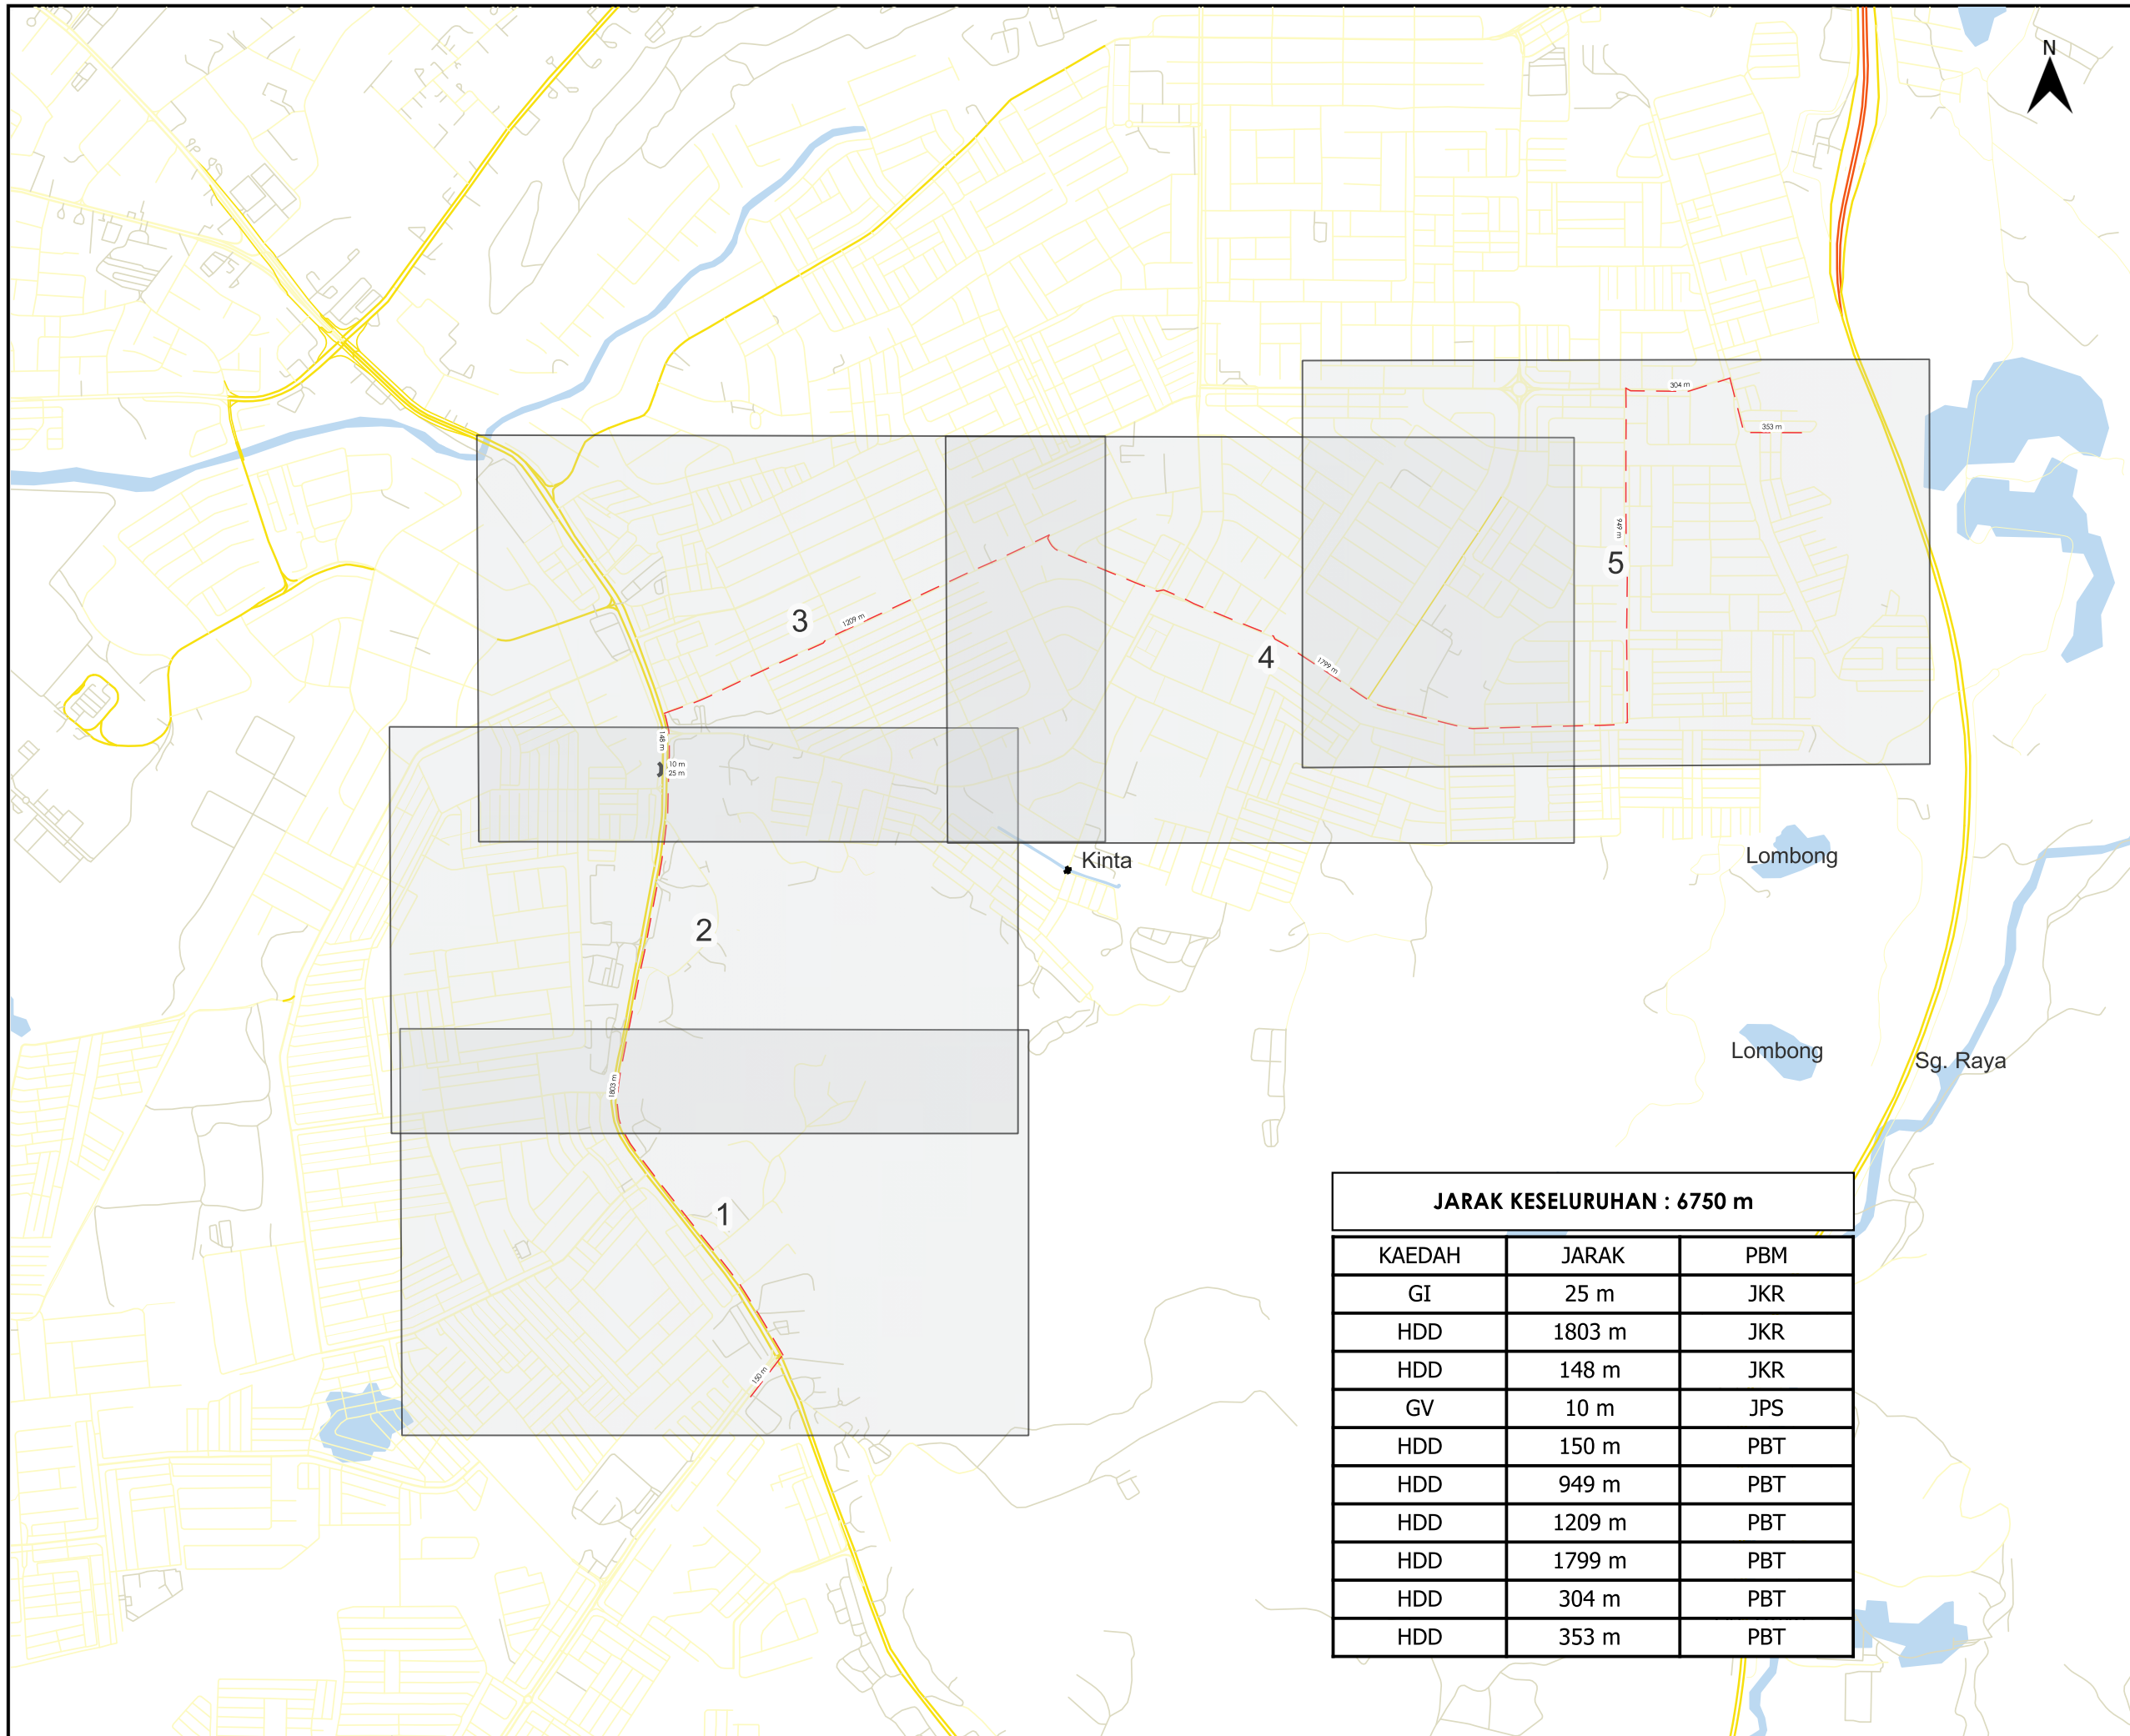 N
304 m
353 m
949 m
5
3
1209 m
4
1799 m
148 m
10 m
25 m
Kinta
Lombong
2
Lombong
Sg. Raya
1803 m
1
150 m
JARAK KESELURUHAN : 6750 m
KAEDAH JARAK PBM
GI 25 m JKR
HDD 1803 m JKR
HDD 148 m JKR
GV 10 m JPS
HDD 150 m PBT
HDD 949 m PBT
HDD 1209 m PBT
HDD 1799 m PBT
HDD 304 m PBT
HDD 353 m PBT